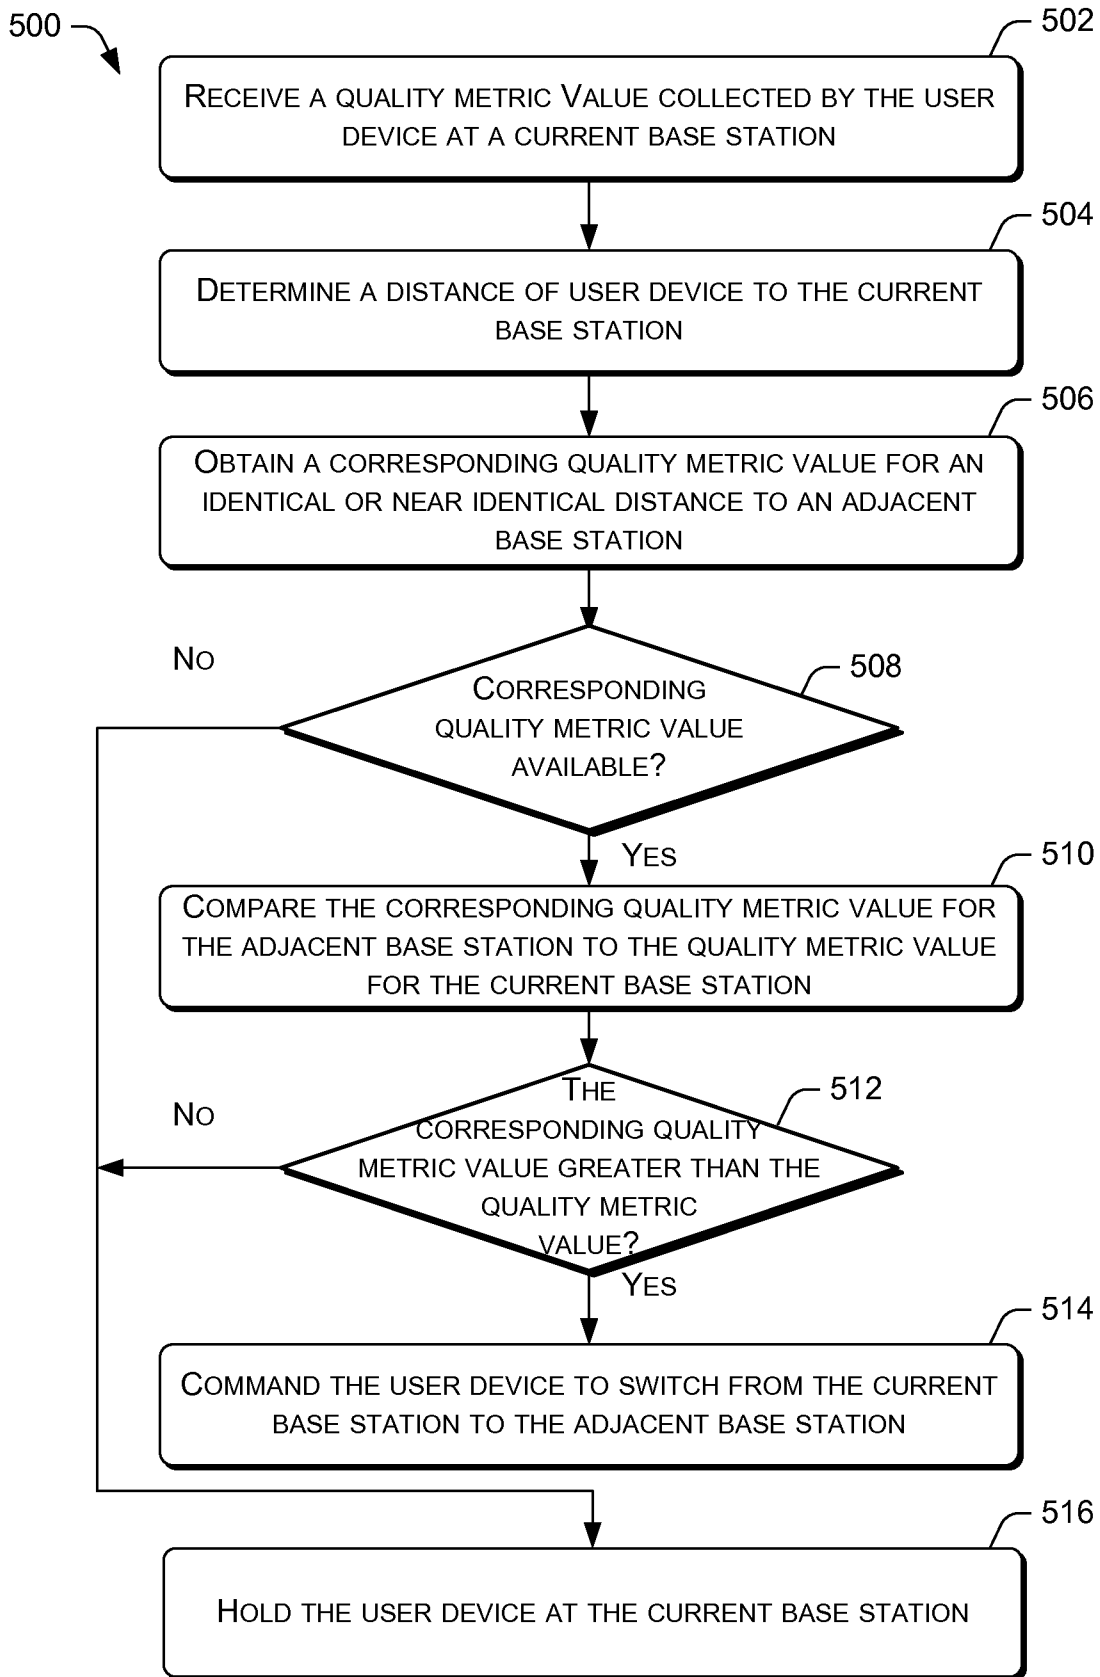 500
502
RECEIVE A QUALITY METRIC VALUE COLLECTED BY THE USER
DEVICE AT A CURRENT BASE STATION
504
DETERMINE A DISTANCE OF USER DEVICE TO THE CURRENT
BASE STATION
506
OBTAIN A CORRESPONDING QUALITY METRIC VALUE FOR AN
IDENTICAL OR NEAR IDENTICAL DISTANCE TO AN ADJACENT
BASE STATION
NO
508
CORRESPONDING
QUALITY METRIC VALUE
AVAILABLE?
YES
510
COMPARE THE CORRESPONDING QUALITY METRIC VALUE FOR
THE ADJACENT BASE STATION TO THE QUALITY METRIC VALUE
FOR THE CURRENT BASE STATION
NO
512
THE
CORRESPONDING QUALITY
METRIC VALUE GREATER THAN THE
QUALITY METRIC
VALUE?
YES
514
COMMAND THE USER DEVICE TO SWITCH FROM THE CURRENT
BASE STATION TO THE ADJACENT BASE STATION
516
HOLD THE USER DEVICE AT THE CURRENT BASE STATION